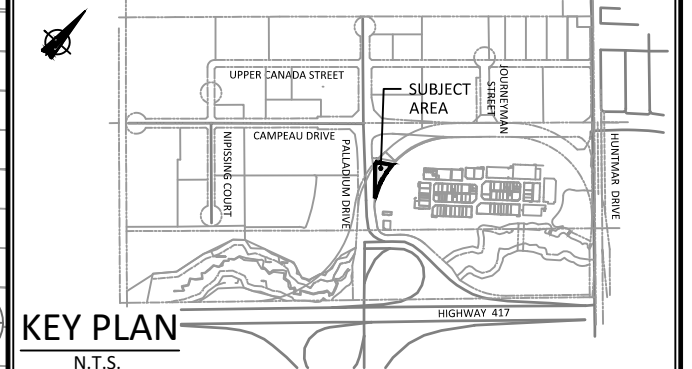 UPPER CANADA STREET
SUBJECT
AREA
JOURNEYMAN
STREET
CAMPEAU DRIVE
NIPISSING COURT
PALLADIUM DRIVE
HUNTMAR DRIVE
HIGHWAY 417
KEY PLAN
N.T.S.